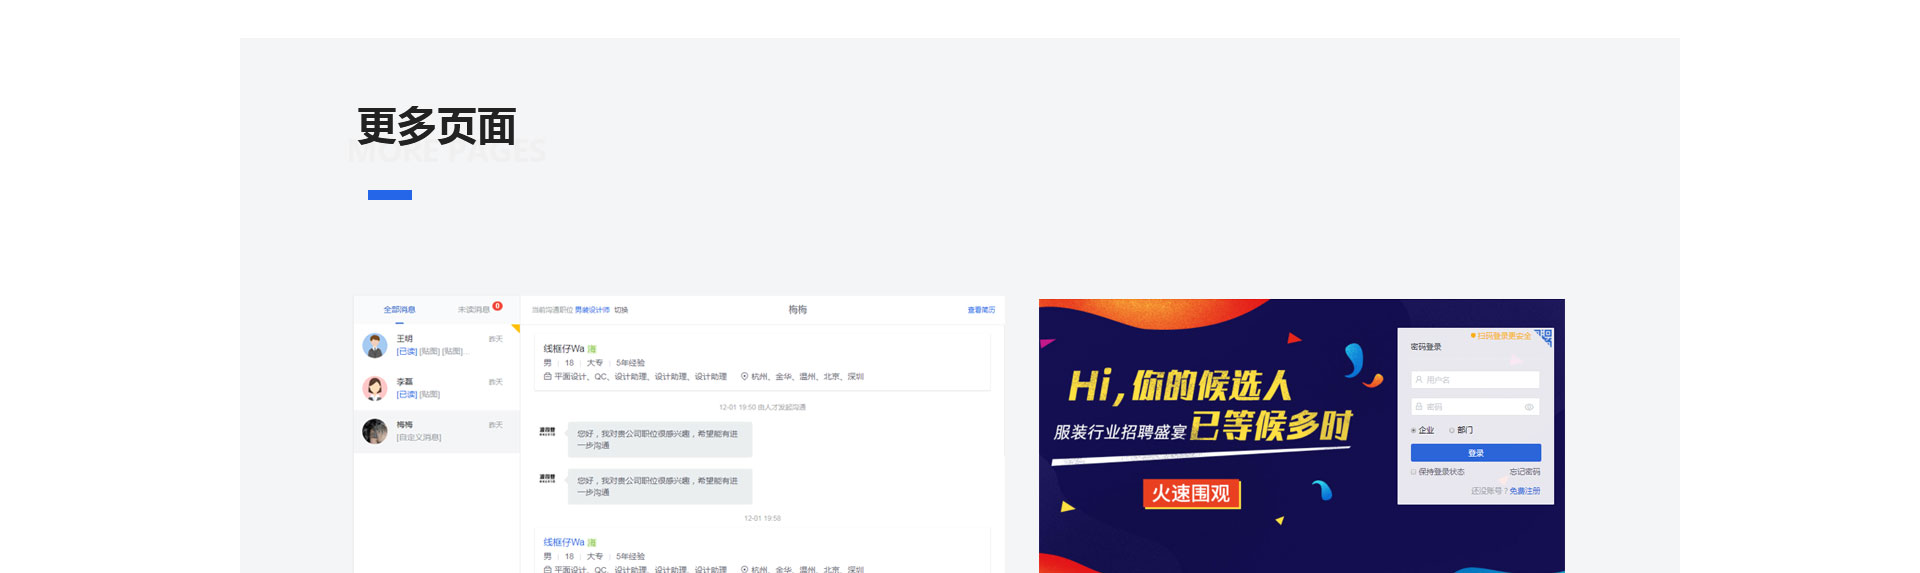 更多页面
MORE PAGES
全部消息
未读消息 0
王明 昨天
[已读] [贴图] [贴图]...
李磊 昨天
[已读] [贴图]
梅梅 昨天
[自定义消息]
当前沟通职位 男装设计师 切换
梅梅
查看简历
线框仔Wa
男 18 大专 5年经验
平面设计、QC、设计助理、设计助理、设计助理 杭州、金华、温州、北京、深圳
12-01 19:50 由人才发起沟通
您好，我对贵公司职位很感兴趣，希望能有进
一步沟通
您好，我对贵公司职位很感兴趣，希望能有进
一步沟通
12-01 19:58
线框仔Wa
男 18 大专 5年经验
平面设计、QC、设计助理、设计助理、设计助理 杭州、金华、温州、北京、深圳
Hi,你的候选人
服装行业招聘盛宴 已等候多时
火速围观
扫码登录更安全
密码登录
用户名
密码
企业 部门
登录
保持登录状态 忘记密码
还没账号？免费注册